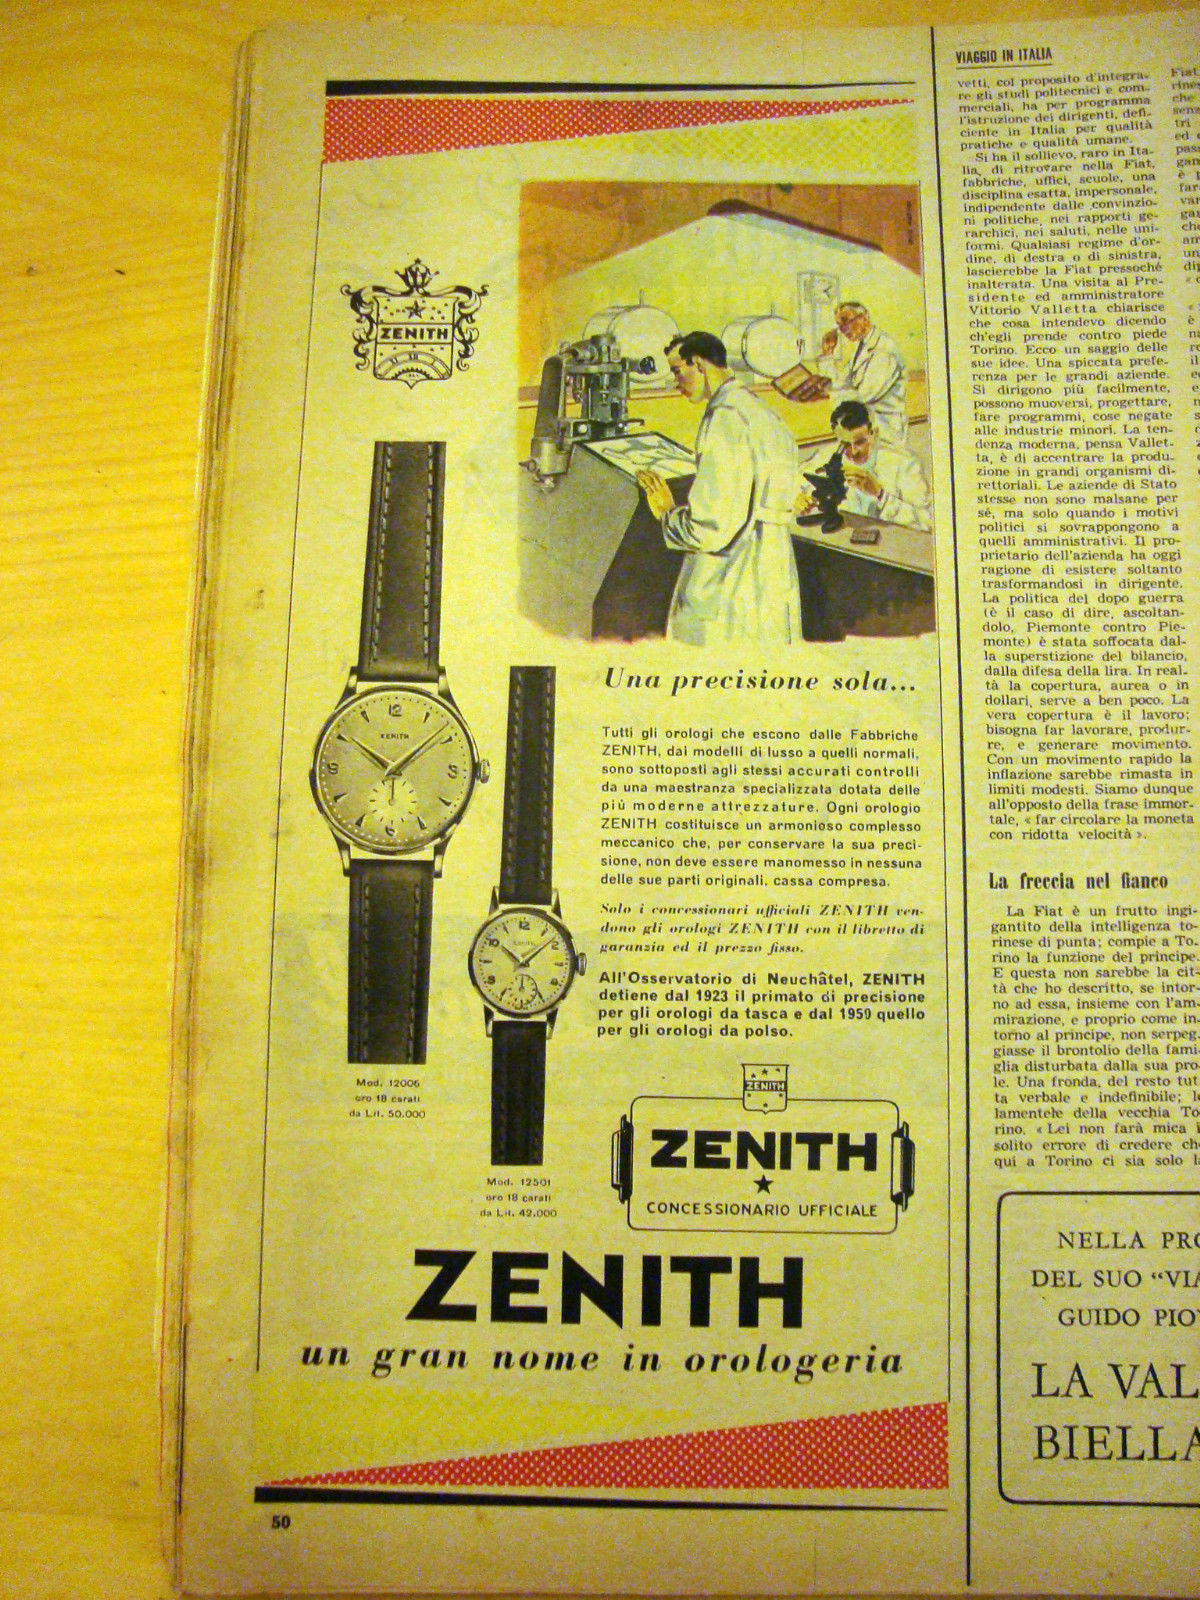 ZENITH
12
ZENITH
9
3
12
ZENITH
Mod. 12006
oro 18 carati
da Lit. 50.000
Mod. 12501
oro 18 carati
da Lit. 42.000
Una precisione sola...
Tutti gli orologi che escono dalle Fabbriche
ZENITH, dai modelli di lusso a quelli normali,
sono sottoposti agli stessi accurati controlli
da una maestranza specializzata dotata delle
più moderne attrezzature. Ogni orologio
ZENITH costituisce un armonioso complesso
meccanico che, per conservare la sua preci-
sione, non deve essere manomesso in nessuna
delle sue parti originali, cassa compresa.
Solo i concessionari ufficiali ZENITH ven-
dono gli orologi ZENITH con il libretto di
garanzia ed il prezzo fisso.
All'Osservatorio di Neuchâtel, ZENITH
detiene dal 1923 il primato di precisione
per gli orologi da tasca e dal 1950 quello
per gli orologi da polso.
ZENITH
ZENITH
CONCESSIONARIO UFFICIALE
ZENITH
un gran nome in orologeria
50
VIAGGIO IN ITALIA
vetti, col proposito d'integra-
re gli studi politecnici e com-
merciali, ha per programma
l'istruzione dei dirigenti, defi-
ciente in Italia per qualità
pratiche e qualità umane.
Si ha il sollievo, raro in Ita-
lia, di ritrovare nella Fiat,
fabbriche, uffici, scuole, una
disciplina esatta, impersonale,
indipendente dalle convinzio-
ni politiche, nei rapporti ge-
rarchici, nei saluti, nelle uni-
formi. Qualsiasi regime d'or-
dine, di destra o di sinistra,
lascierebbe la Fiat pressoché
inalterata. Una visita al Pre-
sidente ed amministratore
Vittorio Valletta chiarisce
che cosa intendevo dicendo
ch'egli prende contro piede
Torino. Ecco un saggio delle
sue idee. Una spiccata prefe-
renza per le grandi aziende.
Si dirigono più facilmente,
possono muoversi, progettare,
fare programmi, cose negate
alle industrie minori. La ten-
denza moderna, pensa Vallet-
ta, è di accentrare la produ-
zione in grandi organismi di-
rettoriali. Le aziende di Stato
stesse non sono malsane per
sé, ma solo quando i motivi
politici si sovrappongono a
quelli amministrativi. Il pro-
prietario dell'azienda ha oggi
ragione di esistere soltanto
trasformandosi in dirigente.
La politica del dopo guerra
(è il caso di dire, ascoltan-
dolo, Piemonte contro Pie-
monte) è stata soffocata dal-
la superstizione del bilancio,
dalla difesa della lira. In real-
tà la copertura, aurea o in
dollari, serve a ben poco. La
vera copertura è il lavoro;
bisogna far lavorare, produr-
re, e generare movimento.
Con un movimento rapido la
inflazione sarebbe rimasta in
limiti modesti. Siamo dunque
all'opposto della frase immor-
tale, « far circolare la moneta
con ridotta velocità ».
La freccia nel fianco
La Fiat è un frutto ingi-
gantito della intelligenza to-
rinese di punta; compie a To-
rino la funzione del principe.
E questa non sarebbe la cit-
tà che ho descritto, se intor-
no ad essa, insieme con l'am-
mirazione, e proprio come in-
torno al principe, non serpeg-
giasse il brontolio della fami-
glia disturbata dalla sua pro-
le. Una fronda, del resto tut
ta verbale e indefinibile; le
lamentele della vecchia To
rino. « Lei non farà mica i
solito errore di credere ch
qui a Torino ci sia solo la
NELLA PRO
DEL SUO “VIA
GUIDO PIO
LA VAL
BIELLA